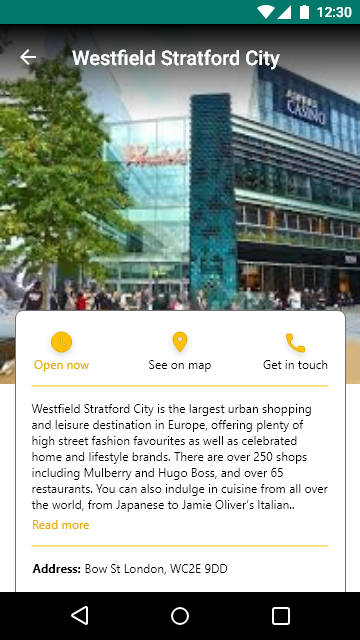 12:30
Westfield Stratford City
CASINO
Open now
See on map
Get in touch
Westfield Stratford City is the largest urban shopping
and leisure destination in Europe, offering plenty of
high street fashion favourites as well as celebrated
home and lifestyle brands. There are over 250 shops
including Mulberry and Hugo Boss, and over 65
restaurants. You can also indulge in cuisine from all over
the world, from Japanese to Jamie Oliver's Italian..
Read more
Address: Bow St London, WC2E 9DD